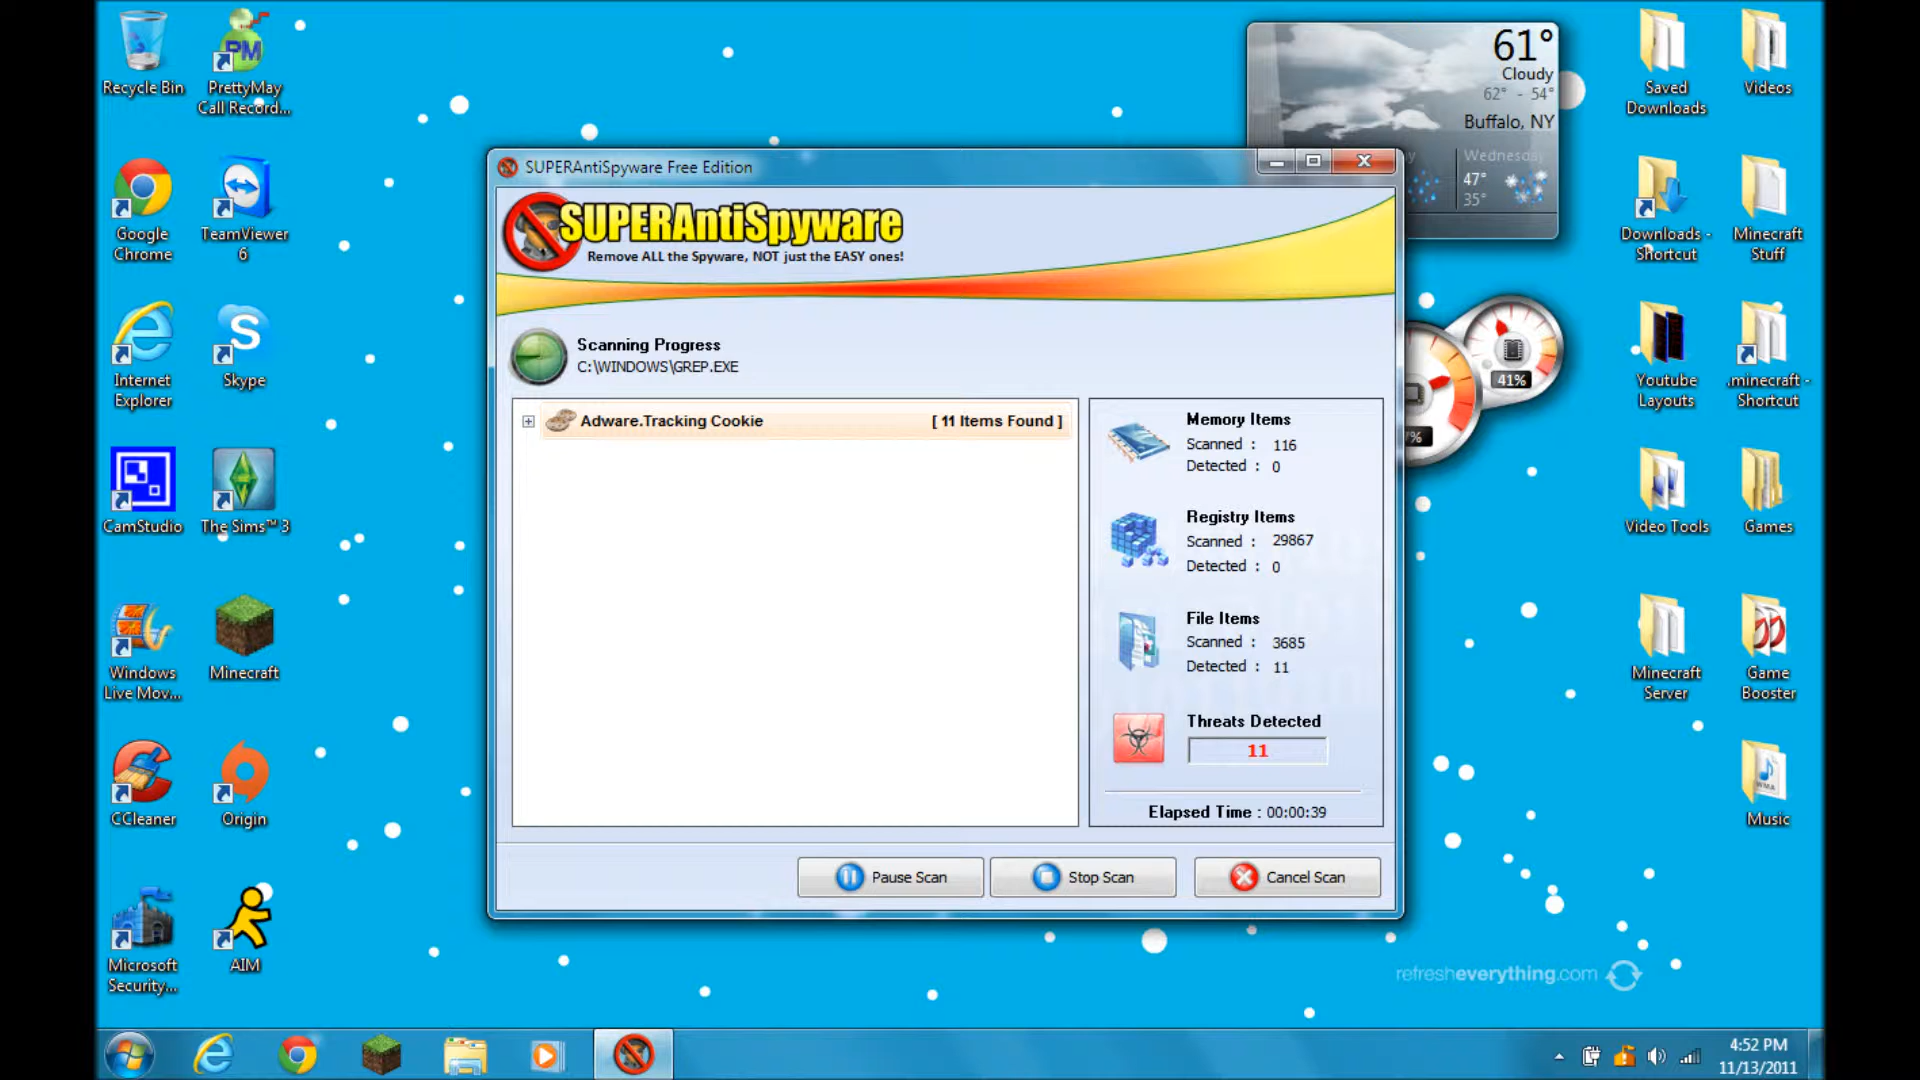 Recycle Bin
PrettyMay
Call Record...
Google
Chrome
TeamViewer
6
Internet
Explorer
Skype
CamStudio
The Sims™ 3
Windows
Live Mov...
Minecraft
CCleaner
Origin
Microsoft
Security...
AIM
61°
Cloudy
62° - 54°
Buffalo, NY
Wednesday
47°
35°
41%
SUPERAntiSpyware Free Edition
SUPERAntiSpyware
Remove ALL the Spyware, NOT just the EASY ones!
Scanning Progress
C:\WINDOWS\GREP.EXE
Adware.Tracking Cookie [ 11 Items Found ]
Memory Items
Scanned : 116
Detected : 0
Registry Items
Scanned : 29867
Detected : 0
File Items
Scanned : 3685
Detected : 11
Threats Detected
11
Elapsed Time : 00:00:39
Pause Scan
Stop Scan
Cancel Scan
Saved
Downloads
Videos
Downloads -
Shortcut
Minecraft
Stuff
Youtube
Layouts
.minecraft -
Shortcut
Video Tools
Games
Minecraft
Server
Game
Booster
Music
WMA
refresheverything.com
4:52 PM
11/13/2011